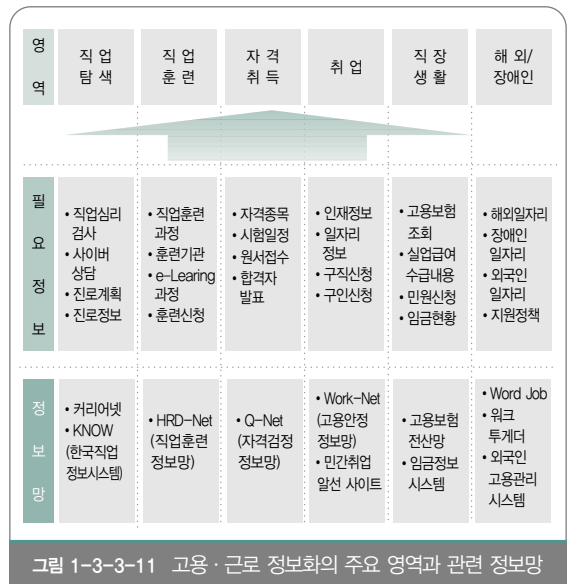 영
역
직 업
탐 색
직 업
훈 련
자 격
취 득
취 업
직 장
생 활
해 외/
장애인
필
요
정
보
• 직업심리
검사
• 사이버
상담
• 진로계획
• 진로정보
• 직업훈련
과정
• 훈련기관
• e-Learing
과정
• 훈련신청
• 자격종목
• 시험일정
• 원서접수
• 합격자
발표
• 인재정보
• 일자리
정보
• 구직신청
• 구인신청
• 고용보험
조회
• 실업급여
수급내용
• 민원신청
• 임금현황
• 해외일자리
• 장애인
일자리
• 외국인
일자리
• 지원정책
정
보
망
• 커리어넷
• KNOW
(한국직업
정보시스템)
• HRD-Net
(직업훈련
정보망)
• Q-Net
(자격검정
정보망)
• Work-Net
(고용안정
정보망)
• 민간취업
알선 사이트
• 고용보험
전산망
• 임금정보
시스템
• Word Job
• 워크
투게더
• 외국인
고용관리
시스템
그림 1-3-3-11 고용 · 근로 정보화의 주요 영역과 관련 정보망